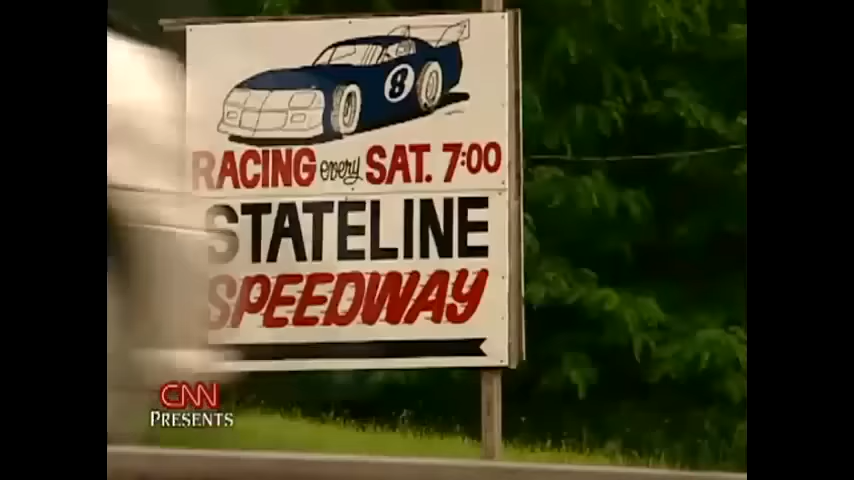 8
RACING every SAT. 7:00
STATELINE
SPEEDWAY
CNN
PRESENTS